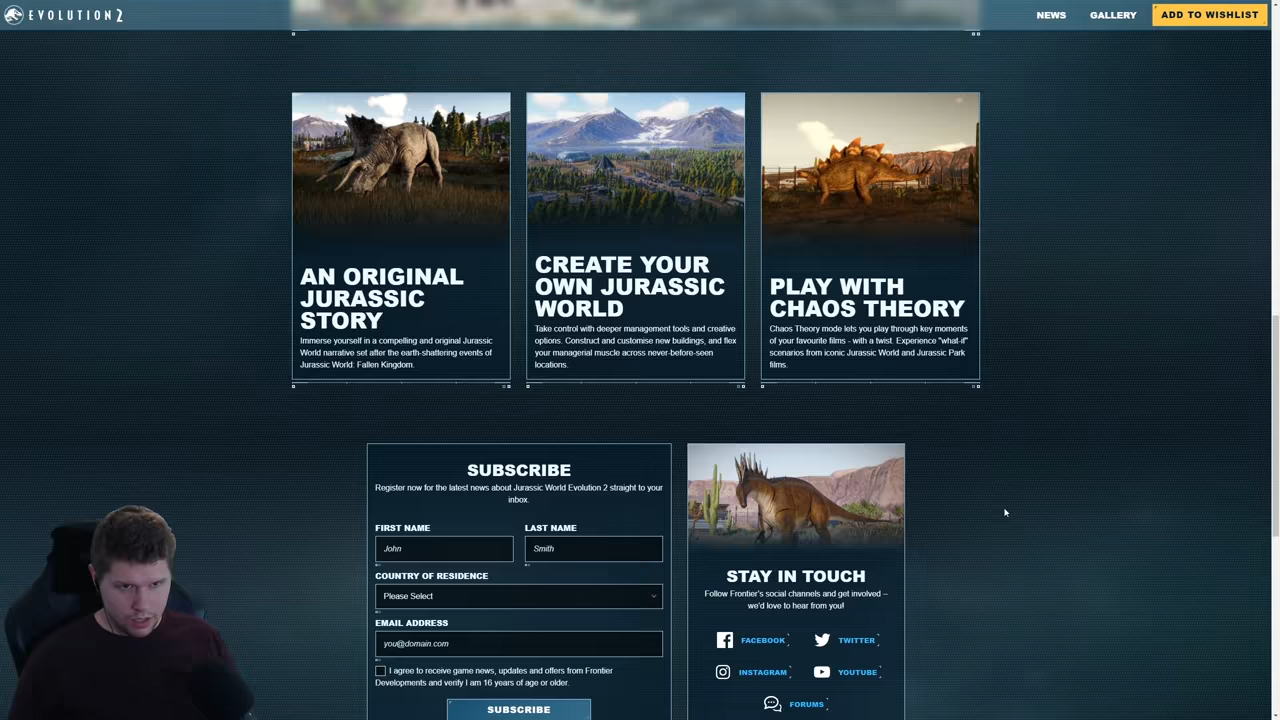 EVOLUTION 2
NEWS
GALLERY
ADD TO WISHLIST
AN ORIGINAL
JURASSIC
STORY
Immerse yourself in a compelling and original Jurassic
World narrative set after the earth-shattering events of
Jurassic World: Fallen Kingdom.
CREATE YOUR
OWN JURASSIC
WORLD
Take control with deeper management tools and creative
options. Construct and customise new buildings, and flex
your managerial muscle across never-before-seen
locations.
PLAY WITH
CHAOS THEORY
Chaos Theory mode lets you play through key moments
of your favourite films - with a twist. Experience "what-if"
scenarios from iconic Jurassic World and Jurassic Park
films.
SUBSCRIBE
Register now for the latest news about Jurassic World Evolution 2 straight to your
inbox.
FIRST NAME
LAST NAME
John
Smith
COUNTRY OF RESIDENCE
Please Select
EMAIL ADDRESS
you@domain.com
I agree to receive game news, updates and offers from Frontier
Developments and verify I am 16 years of age or older.
SUBSCRIBE
STAY IN TOUCH
Follow Frontier's social channels and get involved –
we'd love to hear from you!
FACEBOOK
TWITTER
INSTAGRAM
YOUTUBE
FORUMS